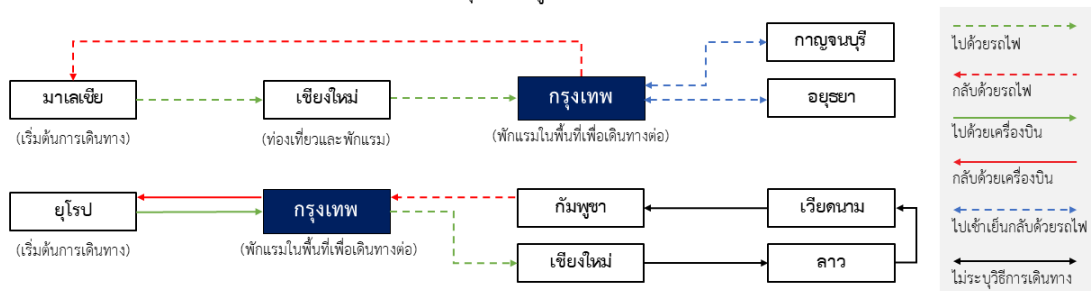 กาญจนบุรี
มาเลเซีย
เชียงใหม่
กรุงเทพ
อยุธยา
(เริ่มต้นการเดินทาง)
(ท่องเที่ยวและพักแรม)
(พักแรมในพื้นที่เพื่อเดินทางต่อ)
ยุโรป
กรุงเทพ
กัมพูชา
เวียดนาม
(เริ่มต้นการเดินทาง)
(พักแรมในพื้นที่เพื่อเดินทางต่อ)
เชียงใหม่
ลาว
ไปด้วยรถไฟ
กลับด้วยรถไฟ
ไปด้วยเครื่องบิน
กลับด้วยเครื่องบิน
ไปเช้าเย็นกลับด้วยรถไฟ
ไม่ระบุวิธีการเดินทาง